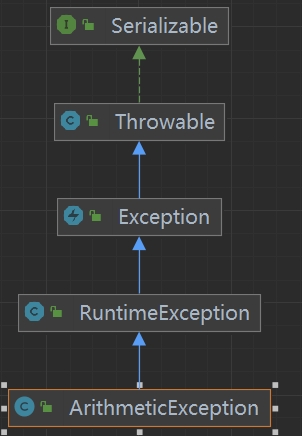 I Serializable
C Throwable
Exception
C RuntimeException
C ArithmeticException